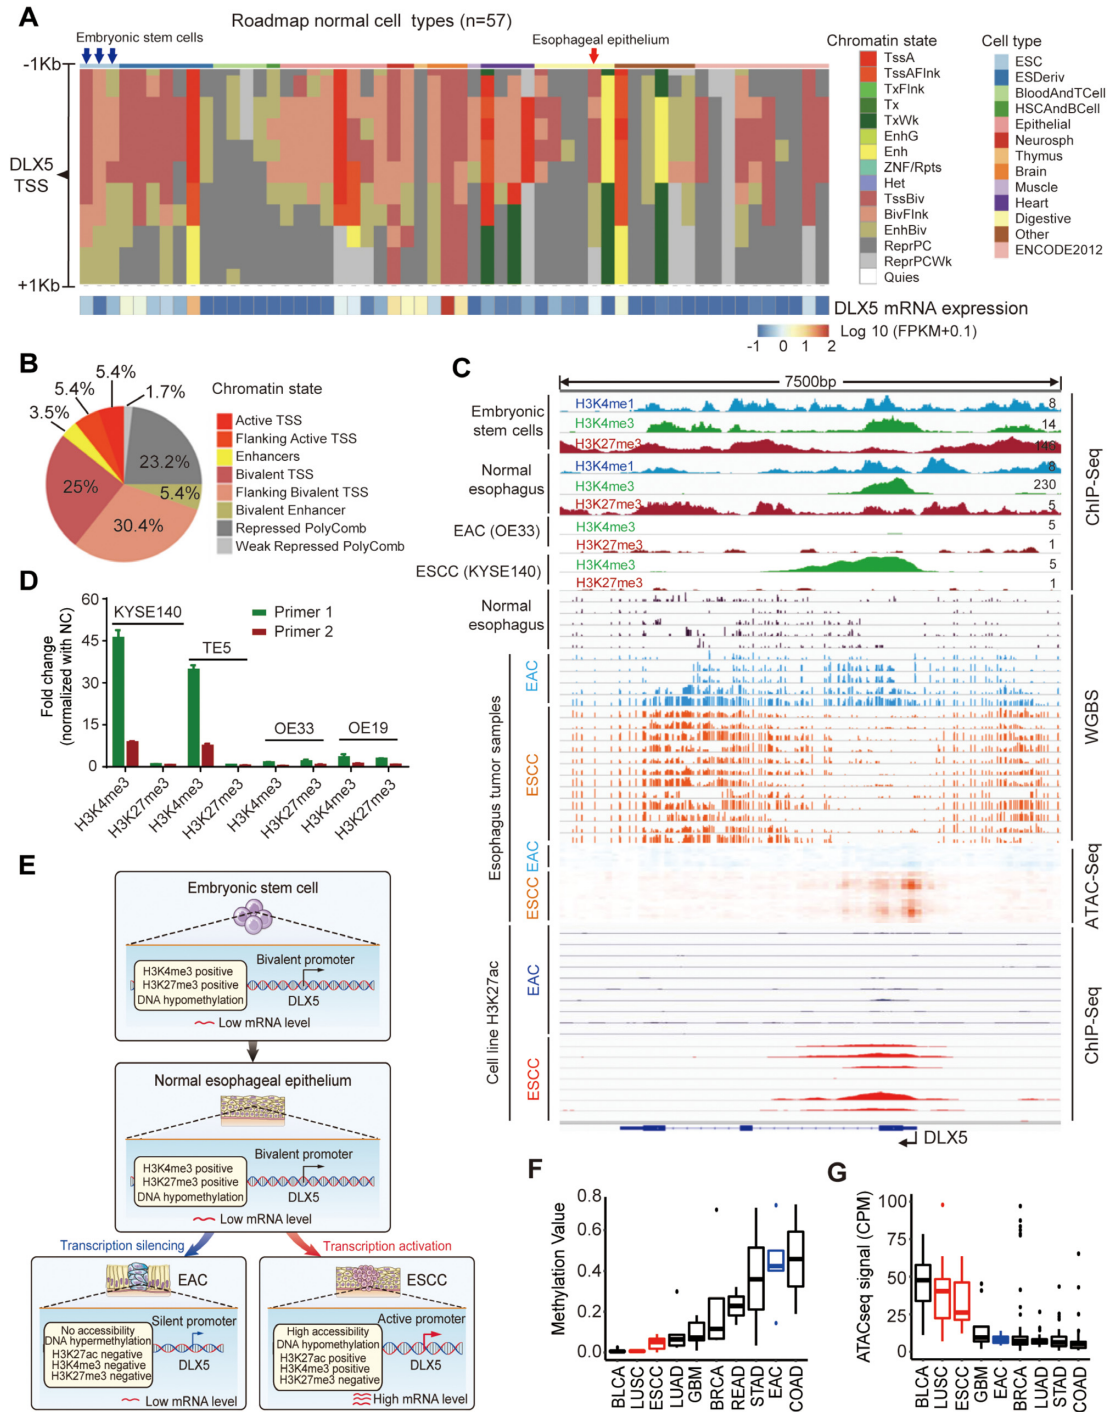 A
Roadmap normal cell types (n=57)
Embryonic stem cells
Esophageal epithelium
-1Kb
DLX5
TSS
+1Kb
DLX5 mRNA expression
Log 10 (FPKM+0.1)
-1 0 1 2
Chromatin state
TssA
TssAFlnk
TxFlnk
Tx
TxWk
EnhG
Enh
ZNF/Rpts
Het
TssBiv
BivFlnk
EnhBiv
ReprPC
ReprPCWk
Quies
Cell type
ESC
ESDeriv
BloodAndTCell
HSCAndBCell
Epithelial
Neurosph
Thymus
Brain
Muscle
Heart
Digestive
Other
ENCODE2012
B
5.4%
5.4%
3.5%
1.7%
23.2%
5.4%
25%
30.4%
Chromatin state
Active TSS
Flanking Active TSS
Enhancers
Bivalent TSS
Flanking Bivalent TSS
Bivalent Enhancer
Repressed PolyComb
Weak Repressed PolyComb
C
7500bp
Embryonic
stem cells
H3K4me1 8
H3K4me3 14
H3K27me3 149
Normal
esophagus
H3K4me1 8
H3K4me3 230
H3K27me3 5
EAC (OE33)
H3K4me3 5
H3K27me3 1
ESCC (KYSE140)
H3K4me3 5
H3K27me3 1
Normal
esophagus
Esophagus tumor samples
EAC
ESCC
EAC
ESCC
Cell line H3K27ac
EAC
ESCC
ChIP-Seq
WGBS
ATAC-Seq
ChIP-Seq
DLX5
D
Fold change
(normalized with NC)
60
45
30
15
0
KYSE140
TE5
OE33
OE19
Primer 1
Primer 2
H3K4me3
H3K27me3
H3K4me3
H3K27me3
H3K4me3
H3K27me3
H3K4me3
H3K27me3
E
Embryonic stem cell
Bivalent promoter
H3K4me3 positive
H3K27me3 positive
DNA hypomethylation
DLX5
Low mRNA level
Normal esophageal epithelium
Bivalent promoter
H3K4me3 positive
H3K27me3 positive
DNA hypomethylation
DLX5
Low mRNA level
Transcription silencing
Transcription activation
EAC
Silent promoter
No accessibility
DNA hypermethylation
H3K27ac negative
H3K4me3 negative
H3K27me3 negative
DLX5
Low mRNA level
ESCC
Active promoter
High accessibility
DNA hypomethylation
H3K27ac positive
H3K4me3 positive
H3K27me3 negative
DLX5
High mRNA level
F
Methylation Value
0.8
0.6
0.4
0.2
0.0
BLCA
LUSC
ESCC
LUAD
GBM
BRCA
READ
STAD
EAC
COAD
G
ATACseq signal (CPM)
100
75
50
25
0
BLCA
LUSC
ESCC
GBM
EAC
BRCA
LUAD
STAD
COAD